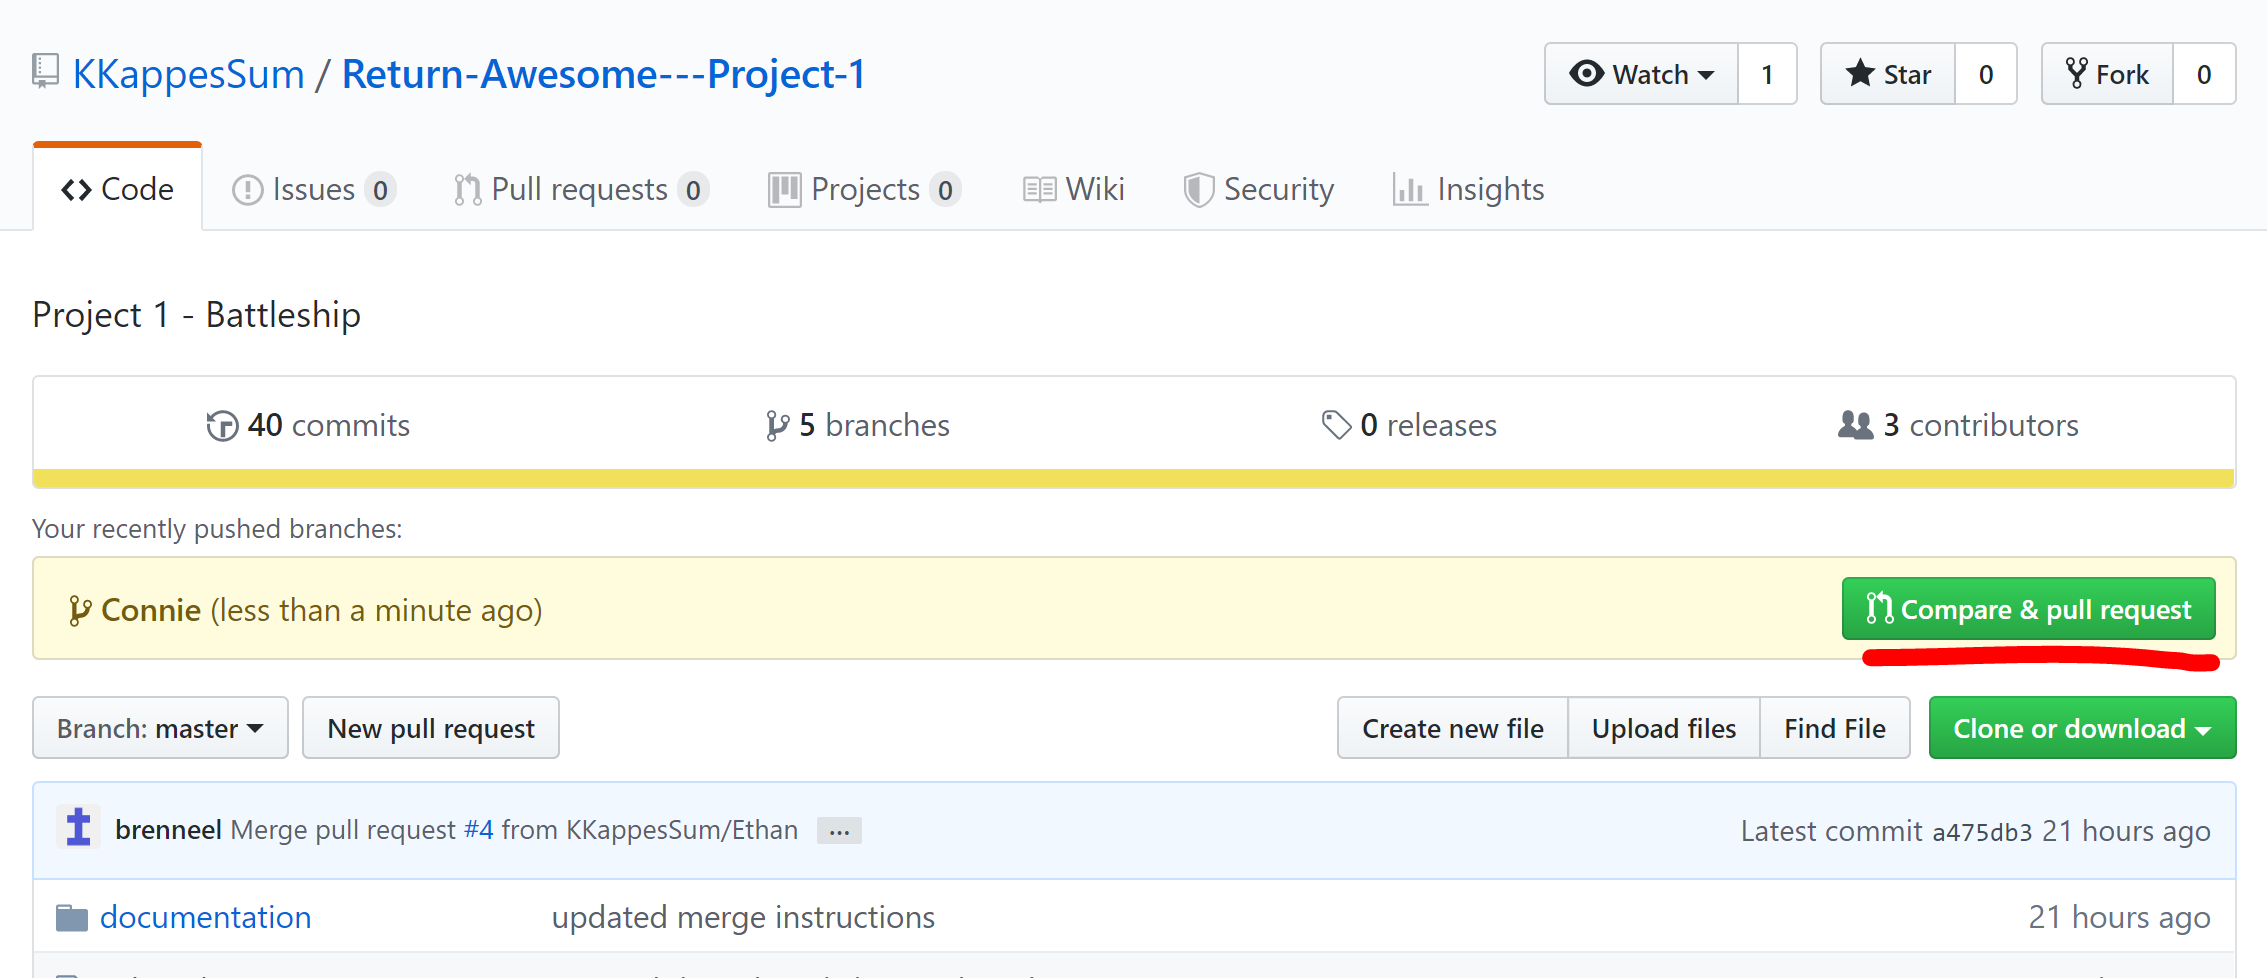 KKappesSum / Return-Awesome---Project-1
Watch 1 Star 0 Fork 0
Code Issues 0 Pull requests 0 Projects 0 Wiki Security Insights
Project 1 - Battleship
40 commits 5 branches 0 releases 3 contributors
Your recently pushed branches:
Connie (less than a minute ago) Compare & pull request
Branch: master New pull request Create new file Upload files Find File Clone or download
brenneel Merge pull request #4 from KKappesSum/Ethan ... Latest commit a475db3 21 hours ago
documentation updated merge instructions 21 hours ago